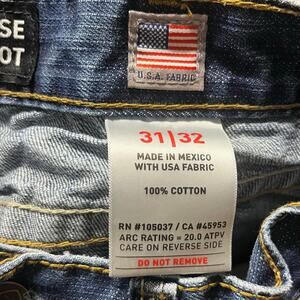 SE
OT
U.S.A. FABRIC
31|32
MADE IN MEXICO
WITH USA FABRIC
100% COTTON
RN #105037 / CA #45953
ARC RATING = 20.0 ATPV
CARE ON REVERSE SIDE
DO NOT REMOVE